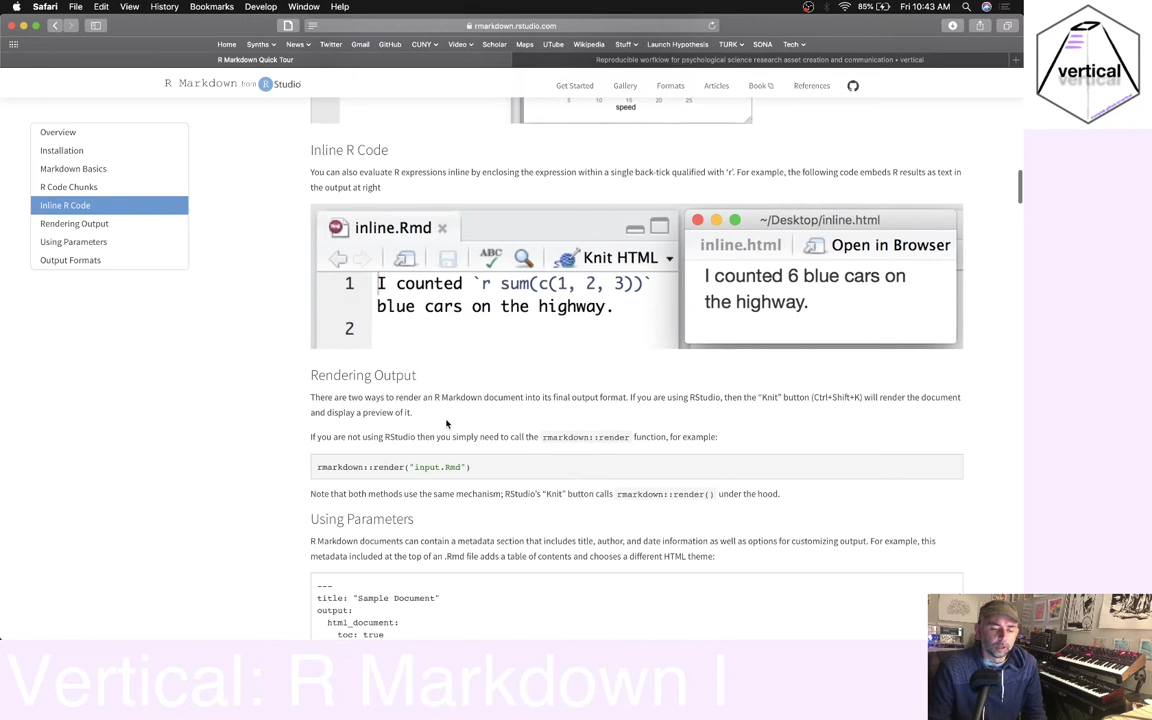 Safari File Edit View History Bookmarks Develop Window Help
85% Fri 10:43 AM
rmarkdown.rstudio.com
Home Synths News Twitter Gmail GitHub CUNY Video Scholar Maps UTube Wikipedia Stuff Launch Hypothesis TURK SONA Tech
R Markdown Quick Tour
Reproducible worfklow for psychological science research asset creation and communication • vertical
R Markdown from R Studio
Get Started Gallery Formats Articles Book References
Overview
Installation
Markdown Basics
R Code Chunks
Inline R Code
Rendering Output
Using Parameters
Output Formats
5 10 15 20 25
speed
Inline R Code
You can also evaluate R expressions inline by enclosing the expression within a single back-tick qualified with ‘r’. For example, the following code embeds R results as text in
the output at right
inline.Rmd
ABC Knit HTML
1 I counted `r sum(c(1, 2, 3))`
blue cars on the highway.
2
~/Desktop/inline.html
inline.html Open in Browser
I counted 6 blue cars on
the highway.
Rendering Output
There are two ways to render an R Markdown document into its final output format. If you are using RStudio, then the “Knit” button (Ctrl+Shift+K) will render the document
and display a preview of it.
If you are not using RStudio then you simply need to call the rmarkdown::render function, for example:
rmarkdown::render("input.Rmd")
Note that both methods use the same mechanism; RStudio’s “Knit” button calls rmarkdown::render() under the hood.
Using Parameters
R Markdown documents can contain a metadata section that includes title, author, and date information as well as options for customizing output. For example, this
metadata included at the top of an .Rmd file adds a table of contents and chooses a different HTML theme:
---
title: "Sample Document"
output:
html_document:
toc: true
vertical
Vertical: R Markdown I